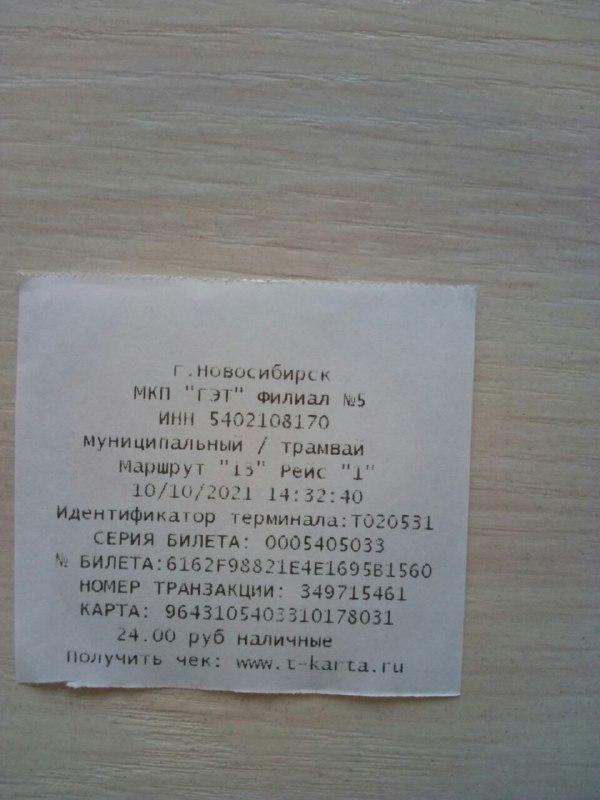 г.Новосибирск
МКП "ГЭТ" Филиал №5
ИНН 5402108170
муниципальный / трамвай
Маршрут "13" Рейс "1"
10/10/2021 14:32:40
Идентификатор терминала:T020531
СЕРИЯ БИЛЕТА: 0005405033
№ БИЛЕТА:6162F98821E4E1695B1560
НОМЕР ТРАНЗАКЦИИ: 349715461
КАРТА: 9643105403310178031
24.00 руб наличные
Получить чек: www.t-karta.ru